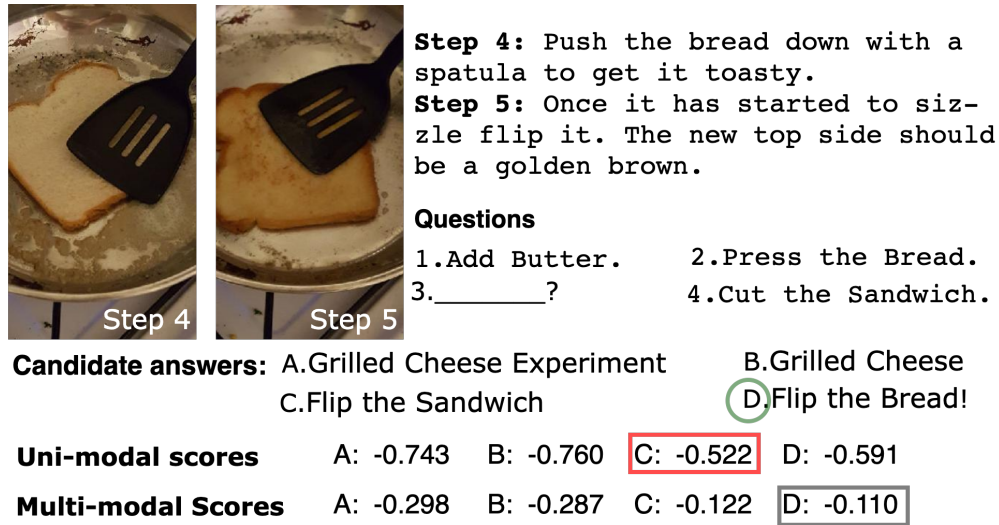 Step 4: Push the bread down with a
spatula to get it toasty.
Step 5: Once it has started to siz-
zle flip it. The new top side should
be a golden brown.
Step 4
Step 5
Questions
1.Add Butter.
2.Press the Bread.
3._______?
4.Cut the Sandwich.
Candidate answers: A.Grilled Cheese Experiment
B.Grilled Cheese
C.Flip the Sandwich
D.Flip the Bread!
Uni-modal scores A: -0.743 B: -0.760 C: -0.522 D: -0.591
Multi-modal Scores A: -0.298 B: -0.287 C: -0.122 D: -0.110